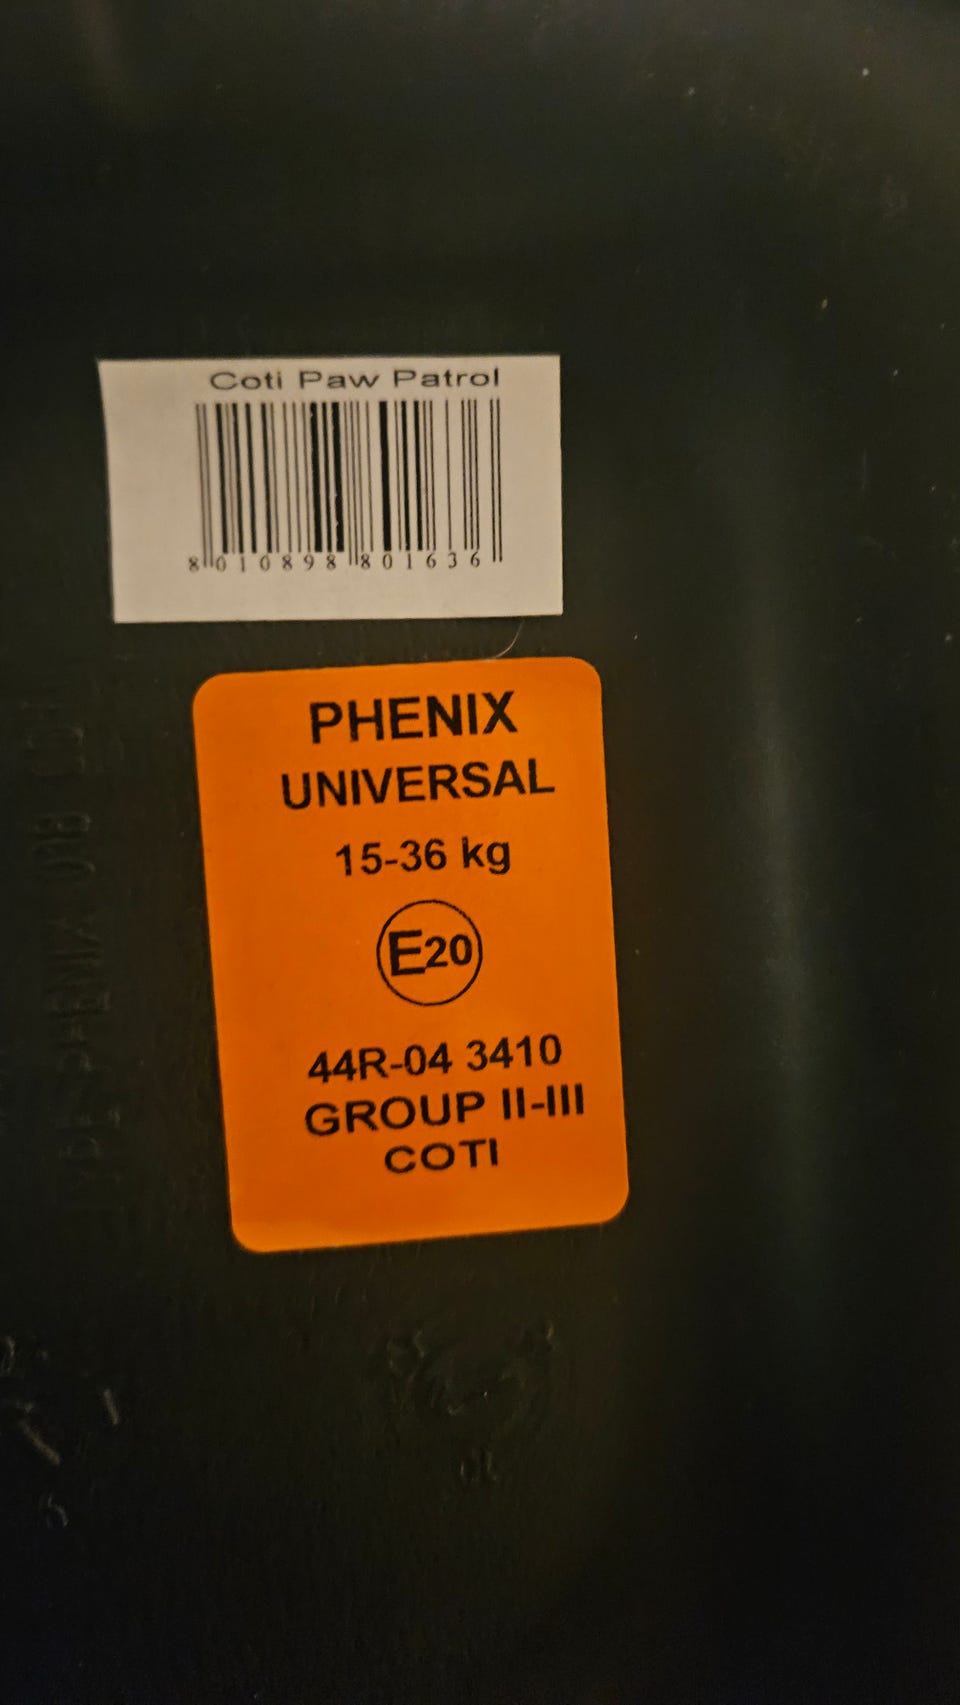 Coti Paw Patrol
8 010898 801636
PHENIX
UNIVERSAL
15-36 kg
E20
44R-04 3410
GROUP II-III
COTI